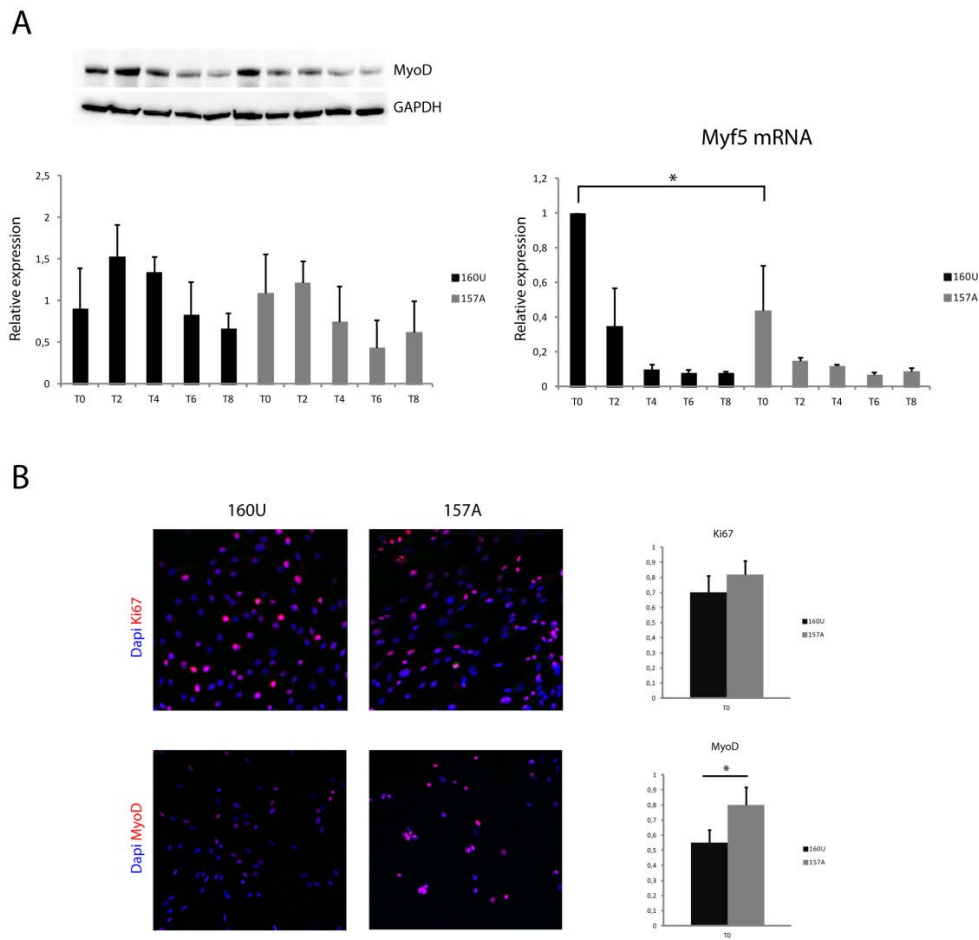 A
MyoD
GAPDH
Relative expression
2,5
2
1,5
1
0,5
0
T0 T2 T4 T6 T8 T0 T2 T4 T6 T8
160U
157A
Myf5 mRNA
Relative expression
1,2
1
0,8
0,6
0,4
0,2
0
*
T0 T2 T4 T6 T8 T0 T2 T4 T6 T8
160U
157A
B
160U 157A
Dapi Ki67
Ki67
1
0,9
0,8
0,7
0,6
0,5
0,4
0,3
0,2
0,1
0
T0
160U
157A
Dapi MyoD
MyoD
*
1
0,9
0,8
0,7
0,6
0,5
0,4
0,3
0,2
0,1
0
T0
160U
157A